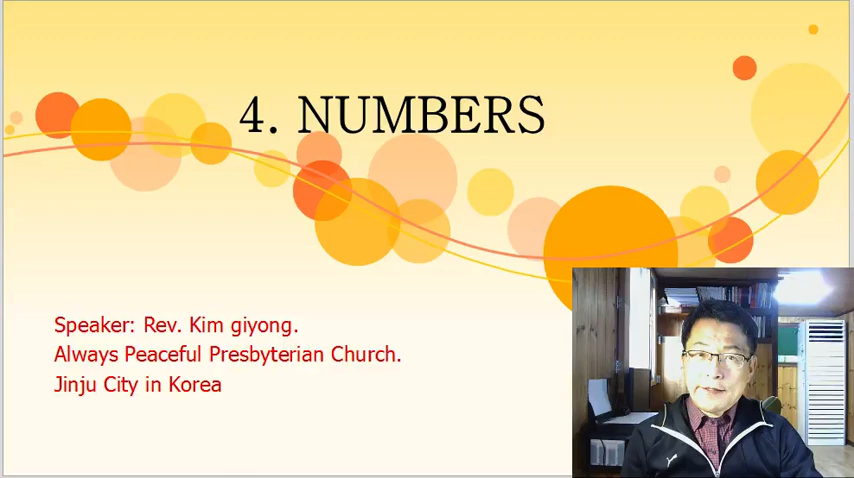 4. NUMBERS
Speaker: Rev. Kim giyong.
Always Peaceful Presbyterian Church.
Jinju City in Korea